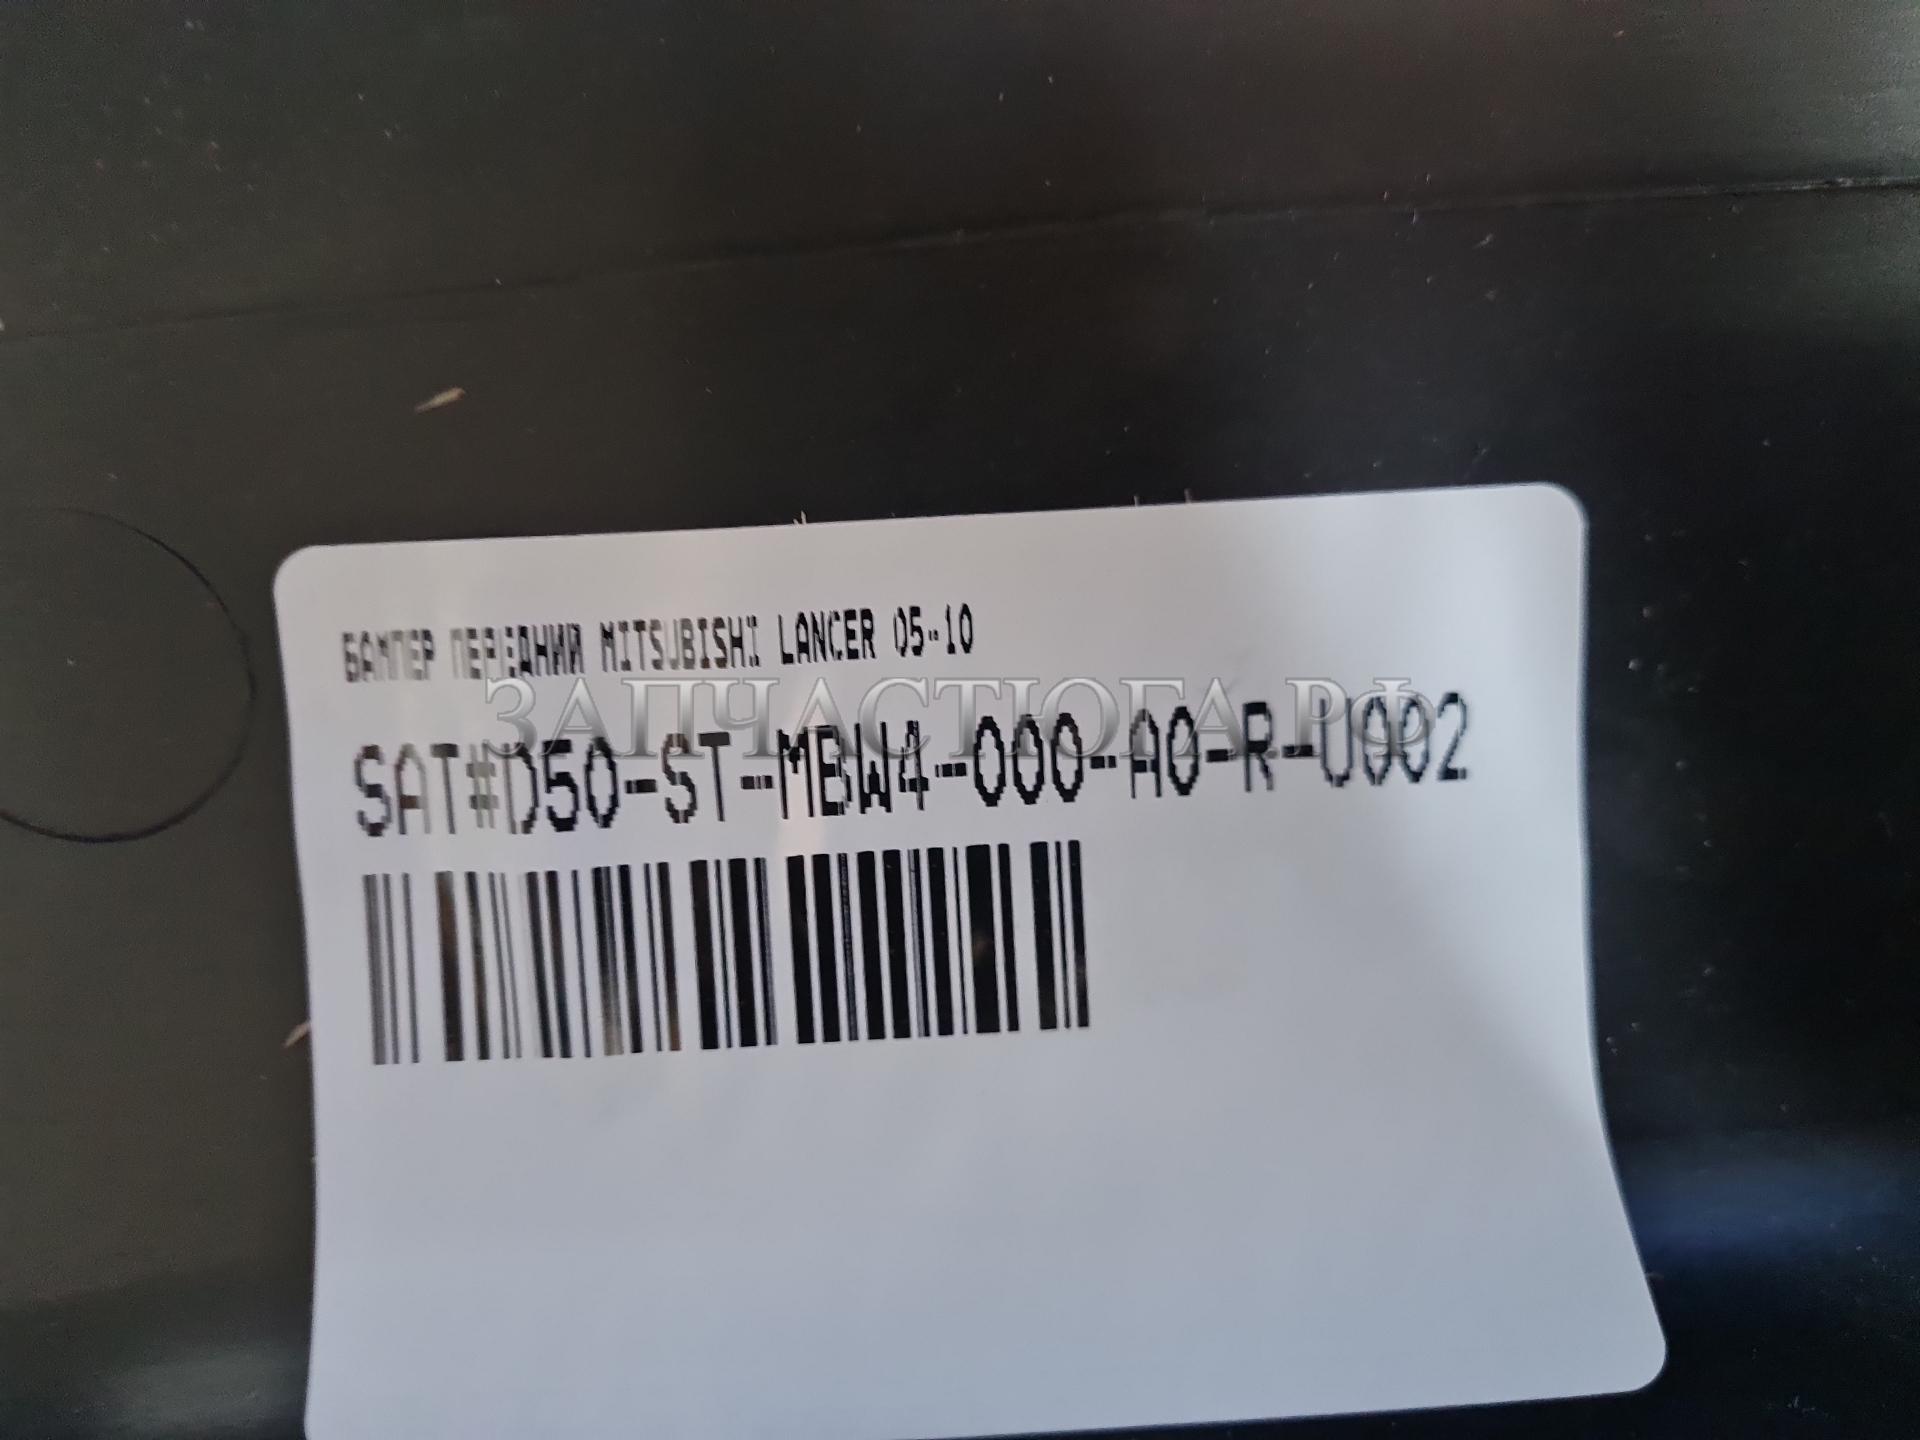 БАМПЕР ПЕРЕДНИЙ MITSUBISHI LANCER 05-10
ЗАПЧАСТЮГА.РФ
SAT#D50-ST-MBW4-000-A0-R-U002